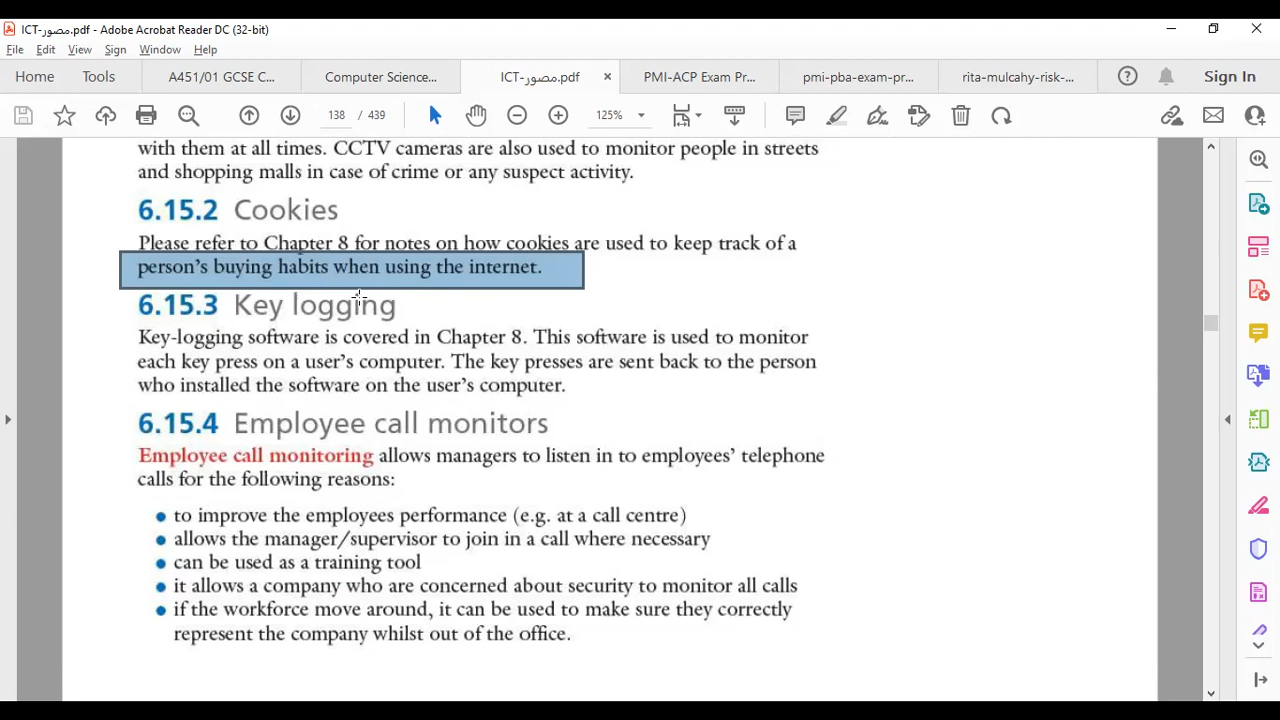 ICT-مصور.pdf - Adobe Acrobat Reader DC (32-bit)
File Edit View Sign Window Help
Home Tools A451/01 GCSE C... Computer Science... ICT-مصور.pdf × PMI-ACP Exam Pr... pmi-pba-exam-pr... rita-mulcahy-risk-... Sign In
138 / 439 125%
with them at all times. CCTV cameras are also used to monitor people in streets
and shopping malls in case of crime or any suspect activity.
6.15.2 Cookies
Please refer to Chapter 8 for notes on how cookies are used to keep track of a
person's buying habits when using the internet.
6.15.3 Key logging
Key-logging software is covered in Chapter 8. This software is used to monitor
each key press on a user's computer. The key presses are sent back to the person
who installed the software on the user's computer.
6.15.4 Employee call monitors
Employee call monitoring allows managers to listen in to employees' telephone
calls for the following reasons:
● to improve the employees performance (e.g. at a call centre)
● allows the manager/supervisor to join in a call where necessary
● can be used as a training tool
● it allows a company who are concerned about security to monitor all calls
● if the workforce move around, it can be used to make sure they correctly
represent the company whilst out of the office.